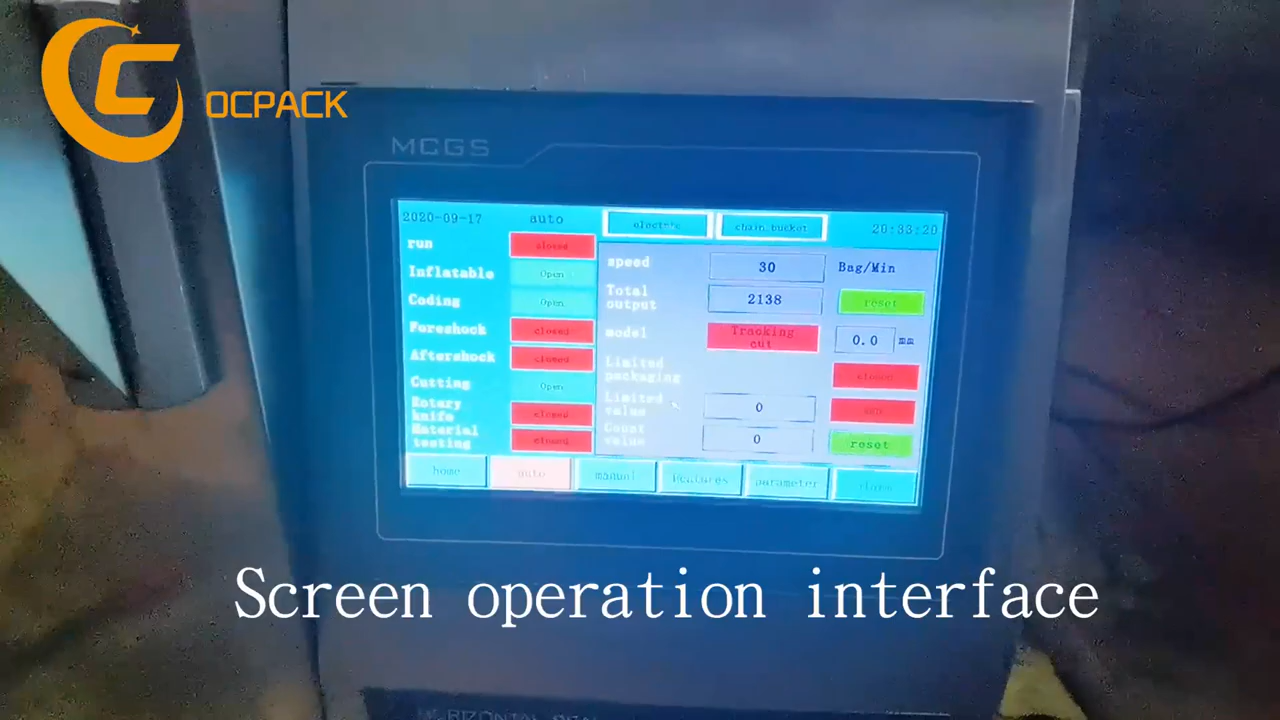 OCPACK
MCGS
2020-09-17
auto
electric
chain bucket
20:33:20
run
closed
speed
30
Bag/Min
Inflatable
Open
Total
output
2138
reset
Coding
Open
Foreshock
closed
model
Tracking
cut
0.0
mm
Aftershock
closed
Limited
packaging
closed
Cutting
Open
Limited
value
0
Rotary
knife
closed
Count
value
0
reset
Material
testing
closed
home
auto
manual
Features
parameter
alarm
Screen operation interface
HORIZONTAL